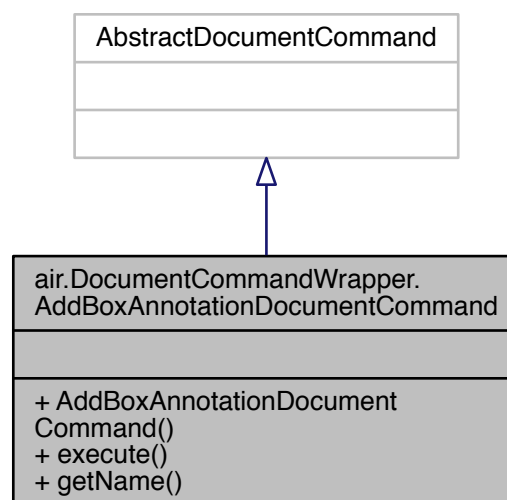 AbstractDocumentCommand
air.DocumentCommandWrapper.
AddBoxAnnotationDocumentCommand
+ AddBoxAnnotationDocument
Command()
+ execute()
+ getName()